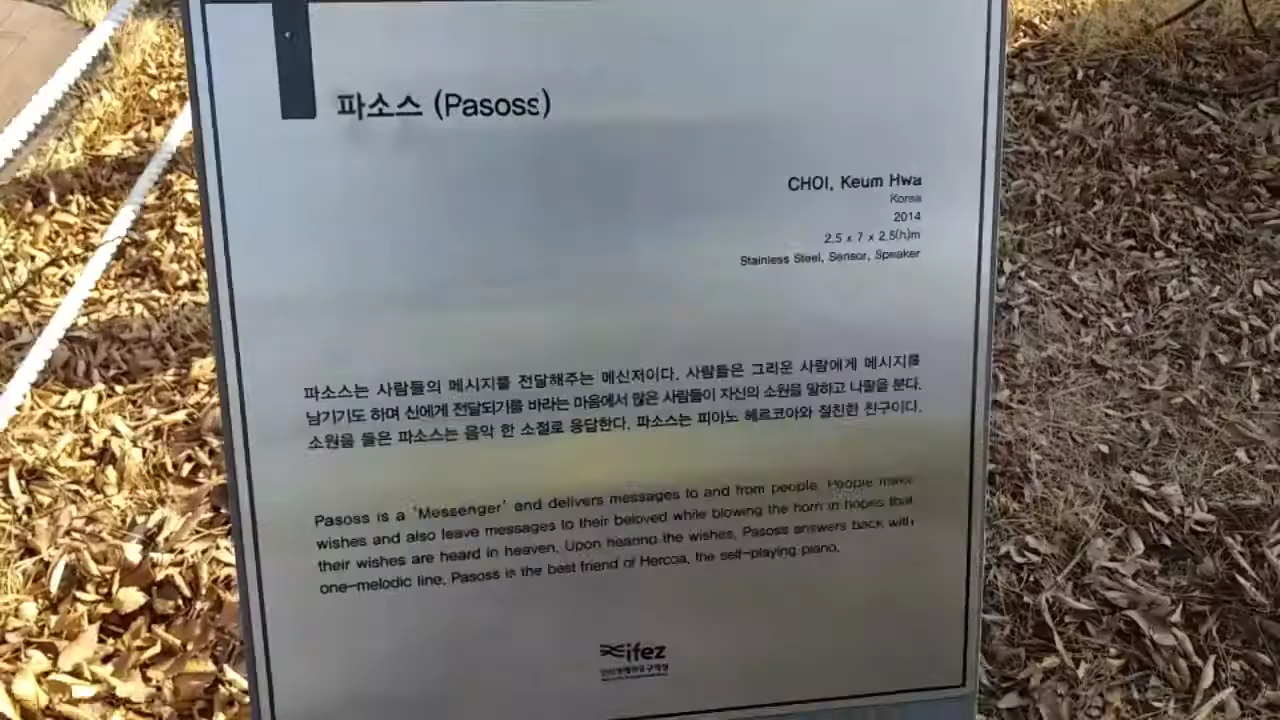 파소스 (Pasoss)
CHOI, Keum Hwa
Korea
2014
2.5 x 7 x 2.5(h)m
Stainless Steel, Sensor, Speaker
파소스는 사람들의 메시지를 전달해주는 메신저이다. 사람들은 그리운 사람에게 메시지를
남기기도 하며 신에게 전달되기를 바라는 마음에서 많은 사람들이 자신의 소원을 말하고 나팔을 분다.
소원을 들은 파소스는 음악 한 소절로 응답한다. 파소스는 피아노 헤르코아와 절친한 친구이다.
Pasoss is a 'Messenger' and delivers messages to and from people. People make
wishes and also leave messages to their beloved while blowing the horn in hopes that
their wishes are heard in heaven. Upon hearing the wishes, Pasoss answers back with
one-melodic line. Pasoss is the best friend of Hercoa, the self-playing piano.
ifez